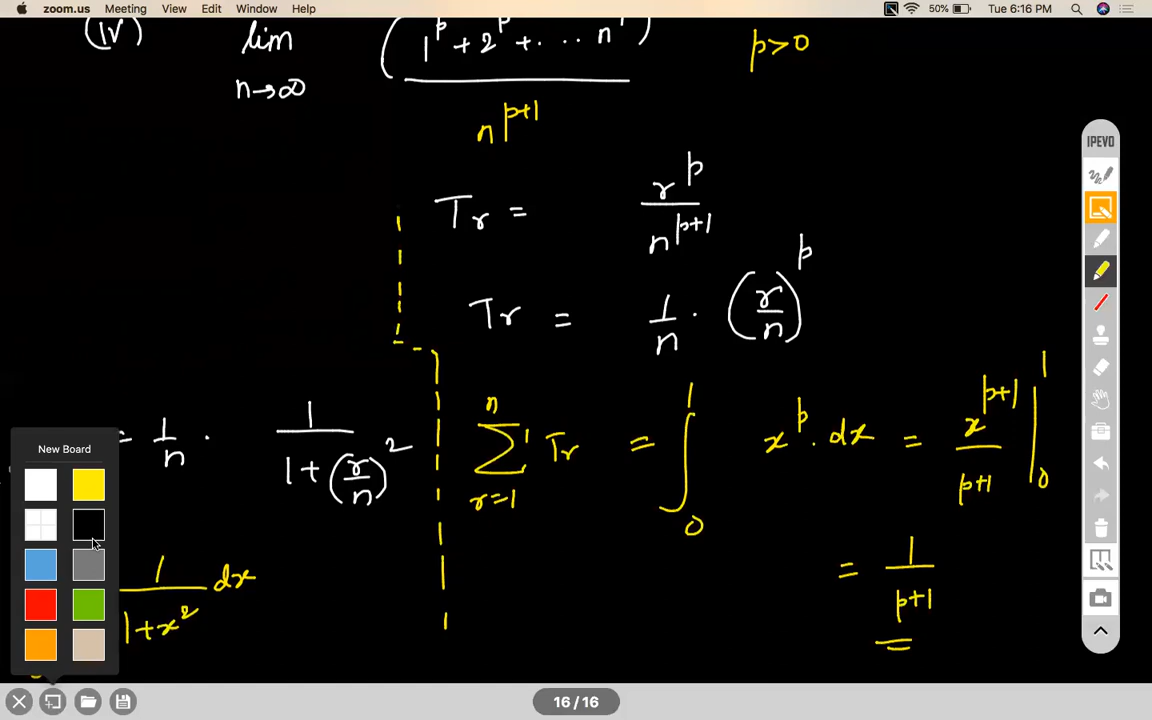 zoom.us Meeting View Edit Window Help 50% Tue 6:16 PM
(iv) lim n→∞ (1^p + 2^p + . . . n^p) / n^(p+1) p>0
Tr = r^p / n^(p+1)
Tr = 1/n . (r/n)^p
= 1/n . 1 / (1+(r/n)^2)
∑_(r=1)^n Tr = ∫_0^1 x^p . dx = x^(p+1) / (p+1) |_0^1
= 1 / (p+1)
1 / (1+x^2) dx
IPEVO
New Board
16 / 16